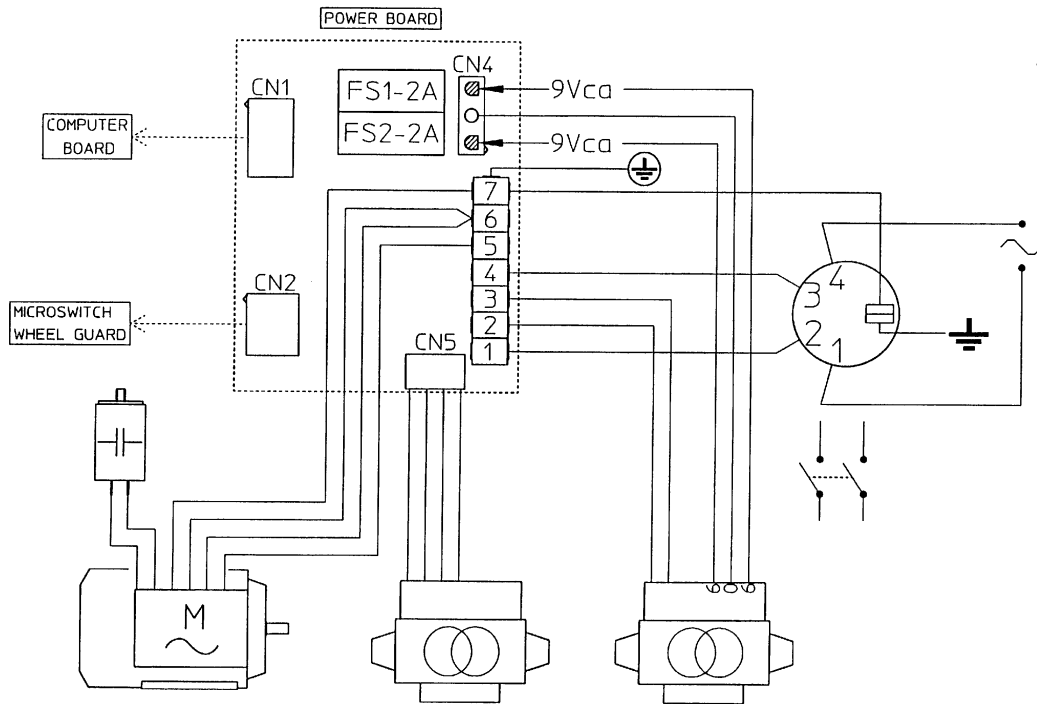 POWER BOARD
CN4
CN1
FS1-2A
9Vca
COMPUTER
BOARD
FS2-2A
9Vca
7
6
5
4
3
2
1
4
3
2
1
CN2
MICROSWITCH
WHEEL GUARD
CN5
M